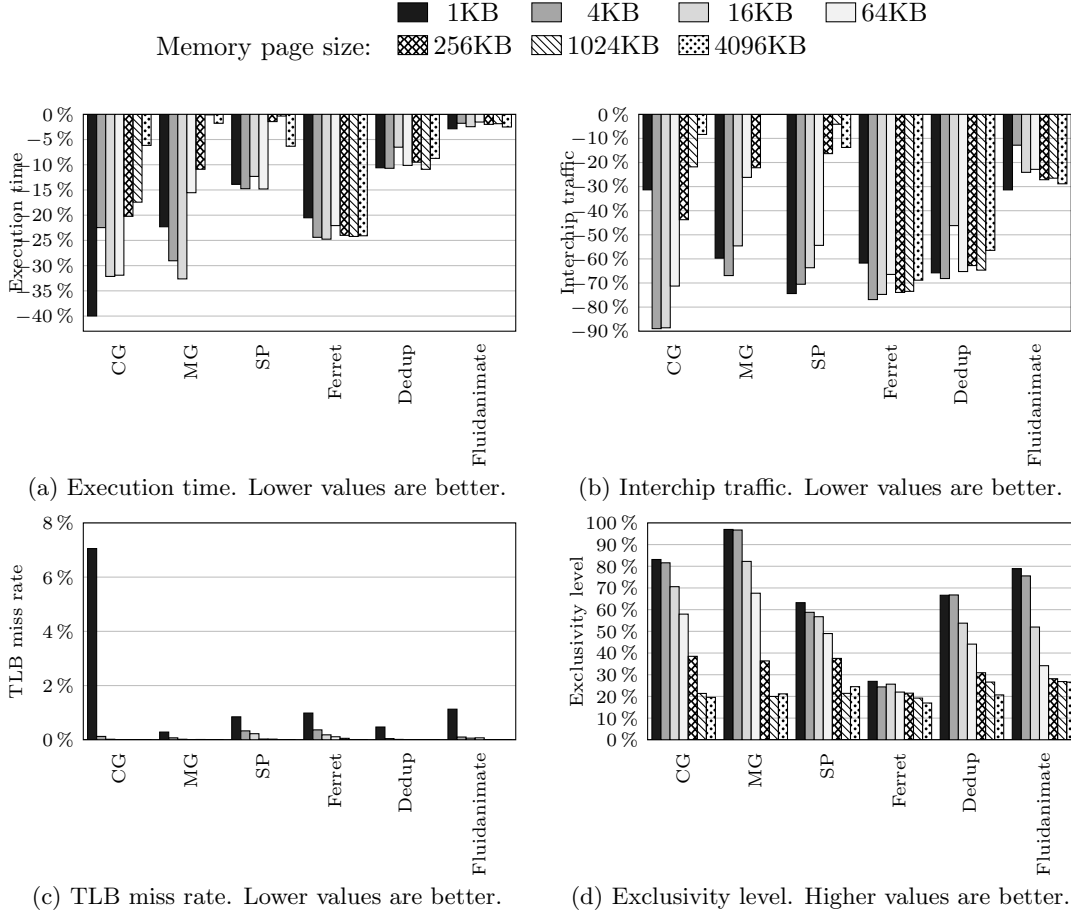 1KB 4KB 16KB 64KB
Memory page size: 256KB 1024KB 4096KB
0 %
−5 %
−10 %
−15 %
−20 %
−25 %
−30 %
−35 %
−40 %
Execution time
CG
MG
SP
Ferret
Dedup
Fluidanimate
(a) Execution time. Lower values are better.
0 %
−10 %
−20 %
−30 %
−40 %
−50 %
−60 %
−70 %
−80 %
−90 %
Interchip traffic
CG
MG
SP
Ferret
Dedup
Fluidanimate
(b) Interchip traffic. Lower values are better.
8 %
6 %
4 %
2 %
0 %
TLB miss rate
CG
MG
SP
Ferret
Dedup
Fluidanimate
(c) TLB miss rate. Lower values are better.
100 %
90 %
80 %
70 %
60 %
50 %
40 %
30 %
20 %
10 %
0 %
Exclusivity level
CG
MG
SP
Ferret
Dedup
Fluidanimate
(d) Exclusivity level. Higher values are better.